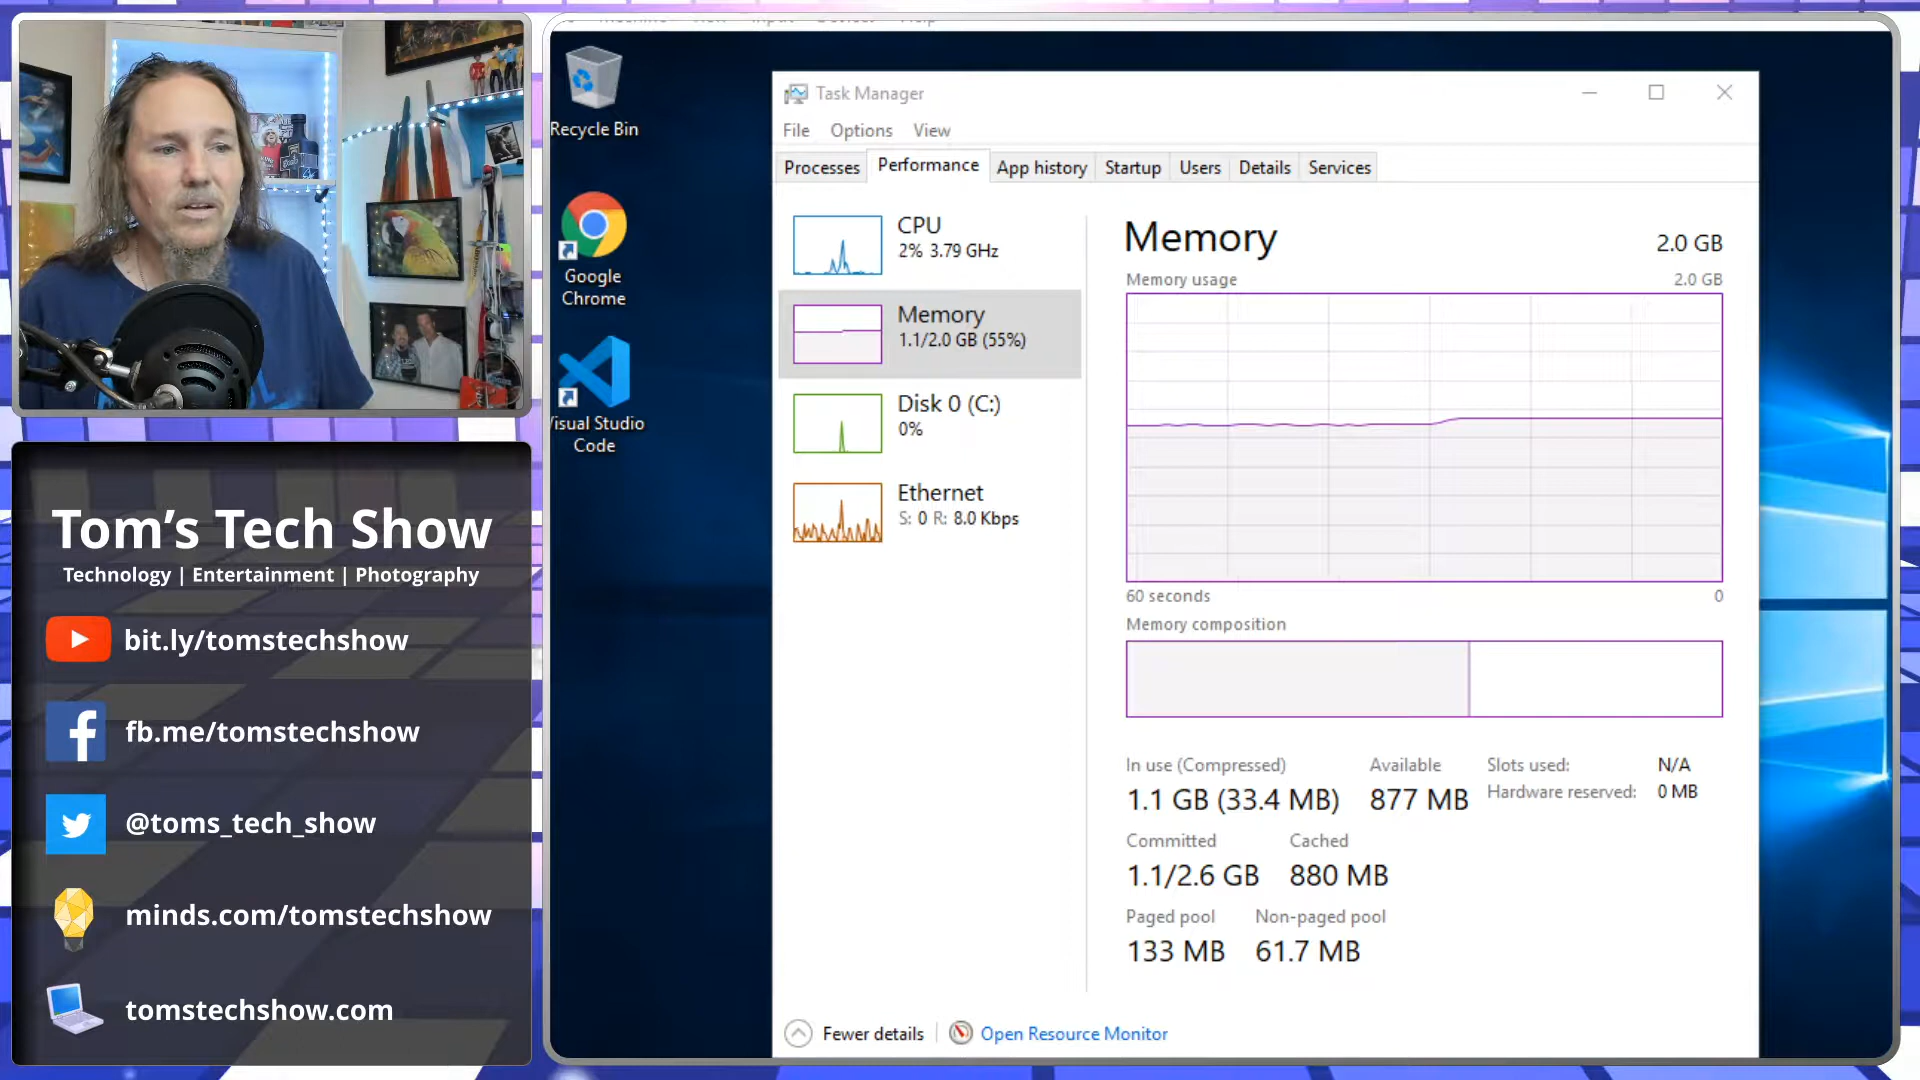 Tom's Tech Show
Technology | Entertainment | Photography
bit.ly/tomstechshow
fb.me/tomstechshow
@toms_tech_show
minds.com/tomstechshow
tomstechshow.com
Recycle Bin
Google
Chrome
Visual Studio
Code
Task Manager
File Options View
Processes Performance App history Startup Users Details Services
CPU
2% 3.79 GHz
Memory
1.1/2.0 GB (55%)
Disk 0 (C:)
0%
Ethernet
S: 0 R: 8.0 Kbps
Memory 2.0 GB
Memory usage 2.0 GB
60 seconds 0
Memory composition
In use (Compressed) Available Slots used: N/A
1.1 GB (33.4 MB) 877 MB Hardware reserved: 0 MB
Committed Cached
1.1/2.6 GB 880 MB
Paged pool Non-paged pool
133 MB 61.7 MB
Fewer details Open Resource Monitor